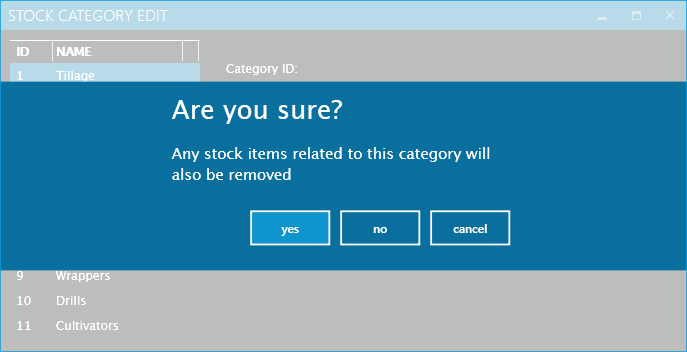 STOCK CATEGORY EDIT
ID NAME
1 Tillage
Category ID:
Are you sure?
Any stock items related to this category will
also be removed
yes no cancel
9 Wrappers
10 Drills
11 Cultivators